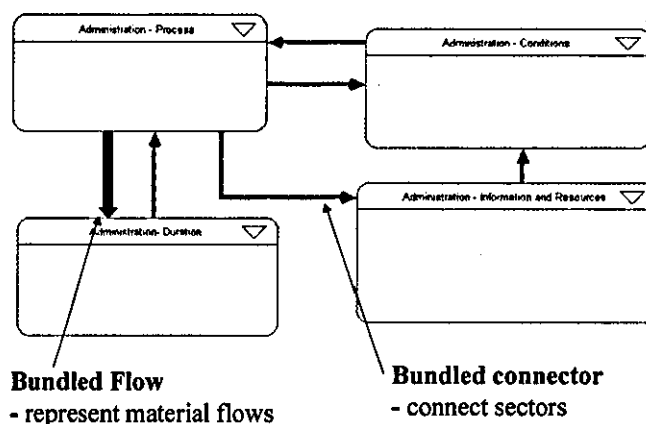 Administration - Process
Administration - Conditions
Administration - Information and Resources
Administration- Duration
Bundled Flow
- represent material flows
Bundled connector
- connect sectors